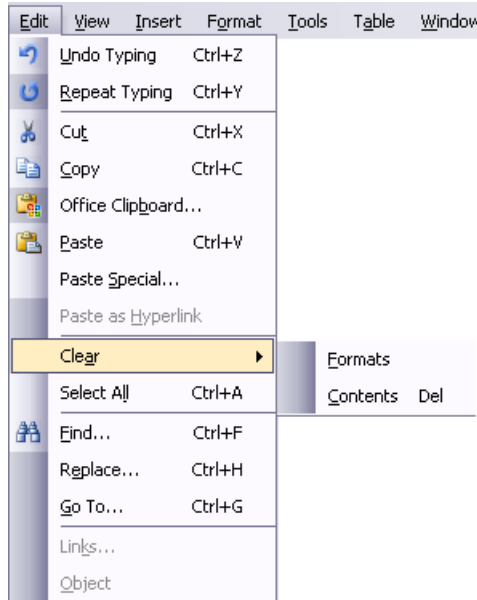 Edit View Insert Format Tools Table Window
Undo Typing Ctrl+Z
Repeat Typing Ctrl+Y
Cut Ctrl+X
Copy Ctrl+C
Office Clipboard...
Paste Ctrl+V
Paste Special...
Paste as Hyperlink
Clear
Formats
Select All Ctrl+A
Contents Del
Find... Ctrl+F
Replace... Ctrl+H
Go To... Ctrl+G
Links...
Object